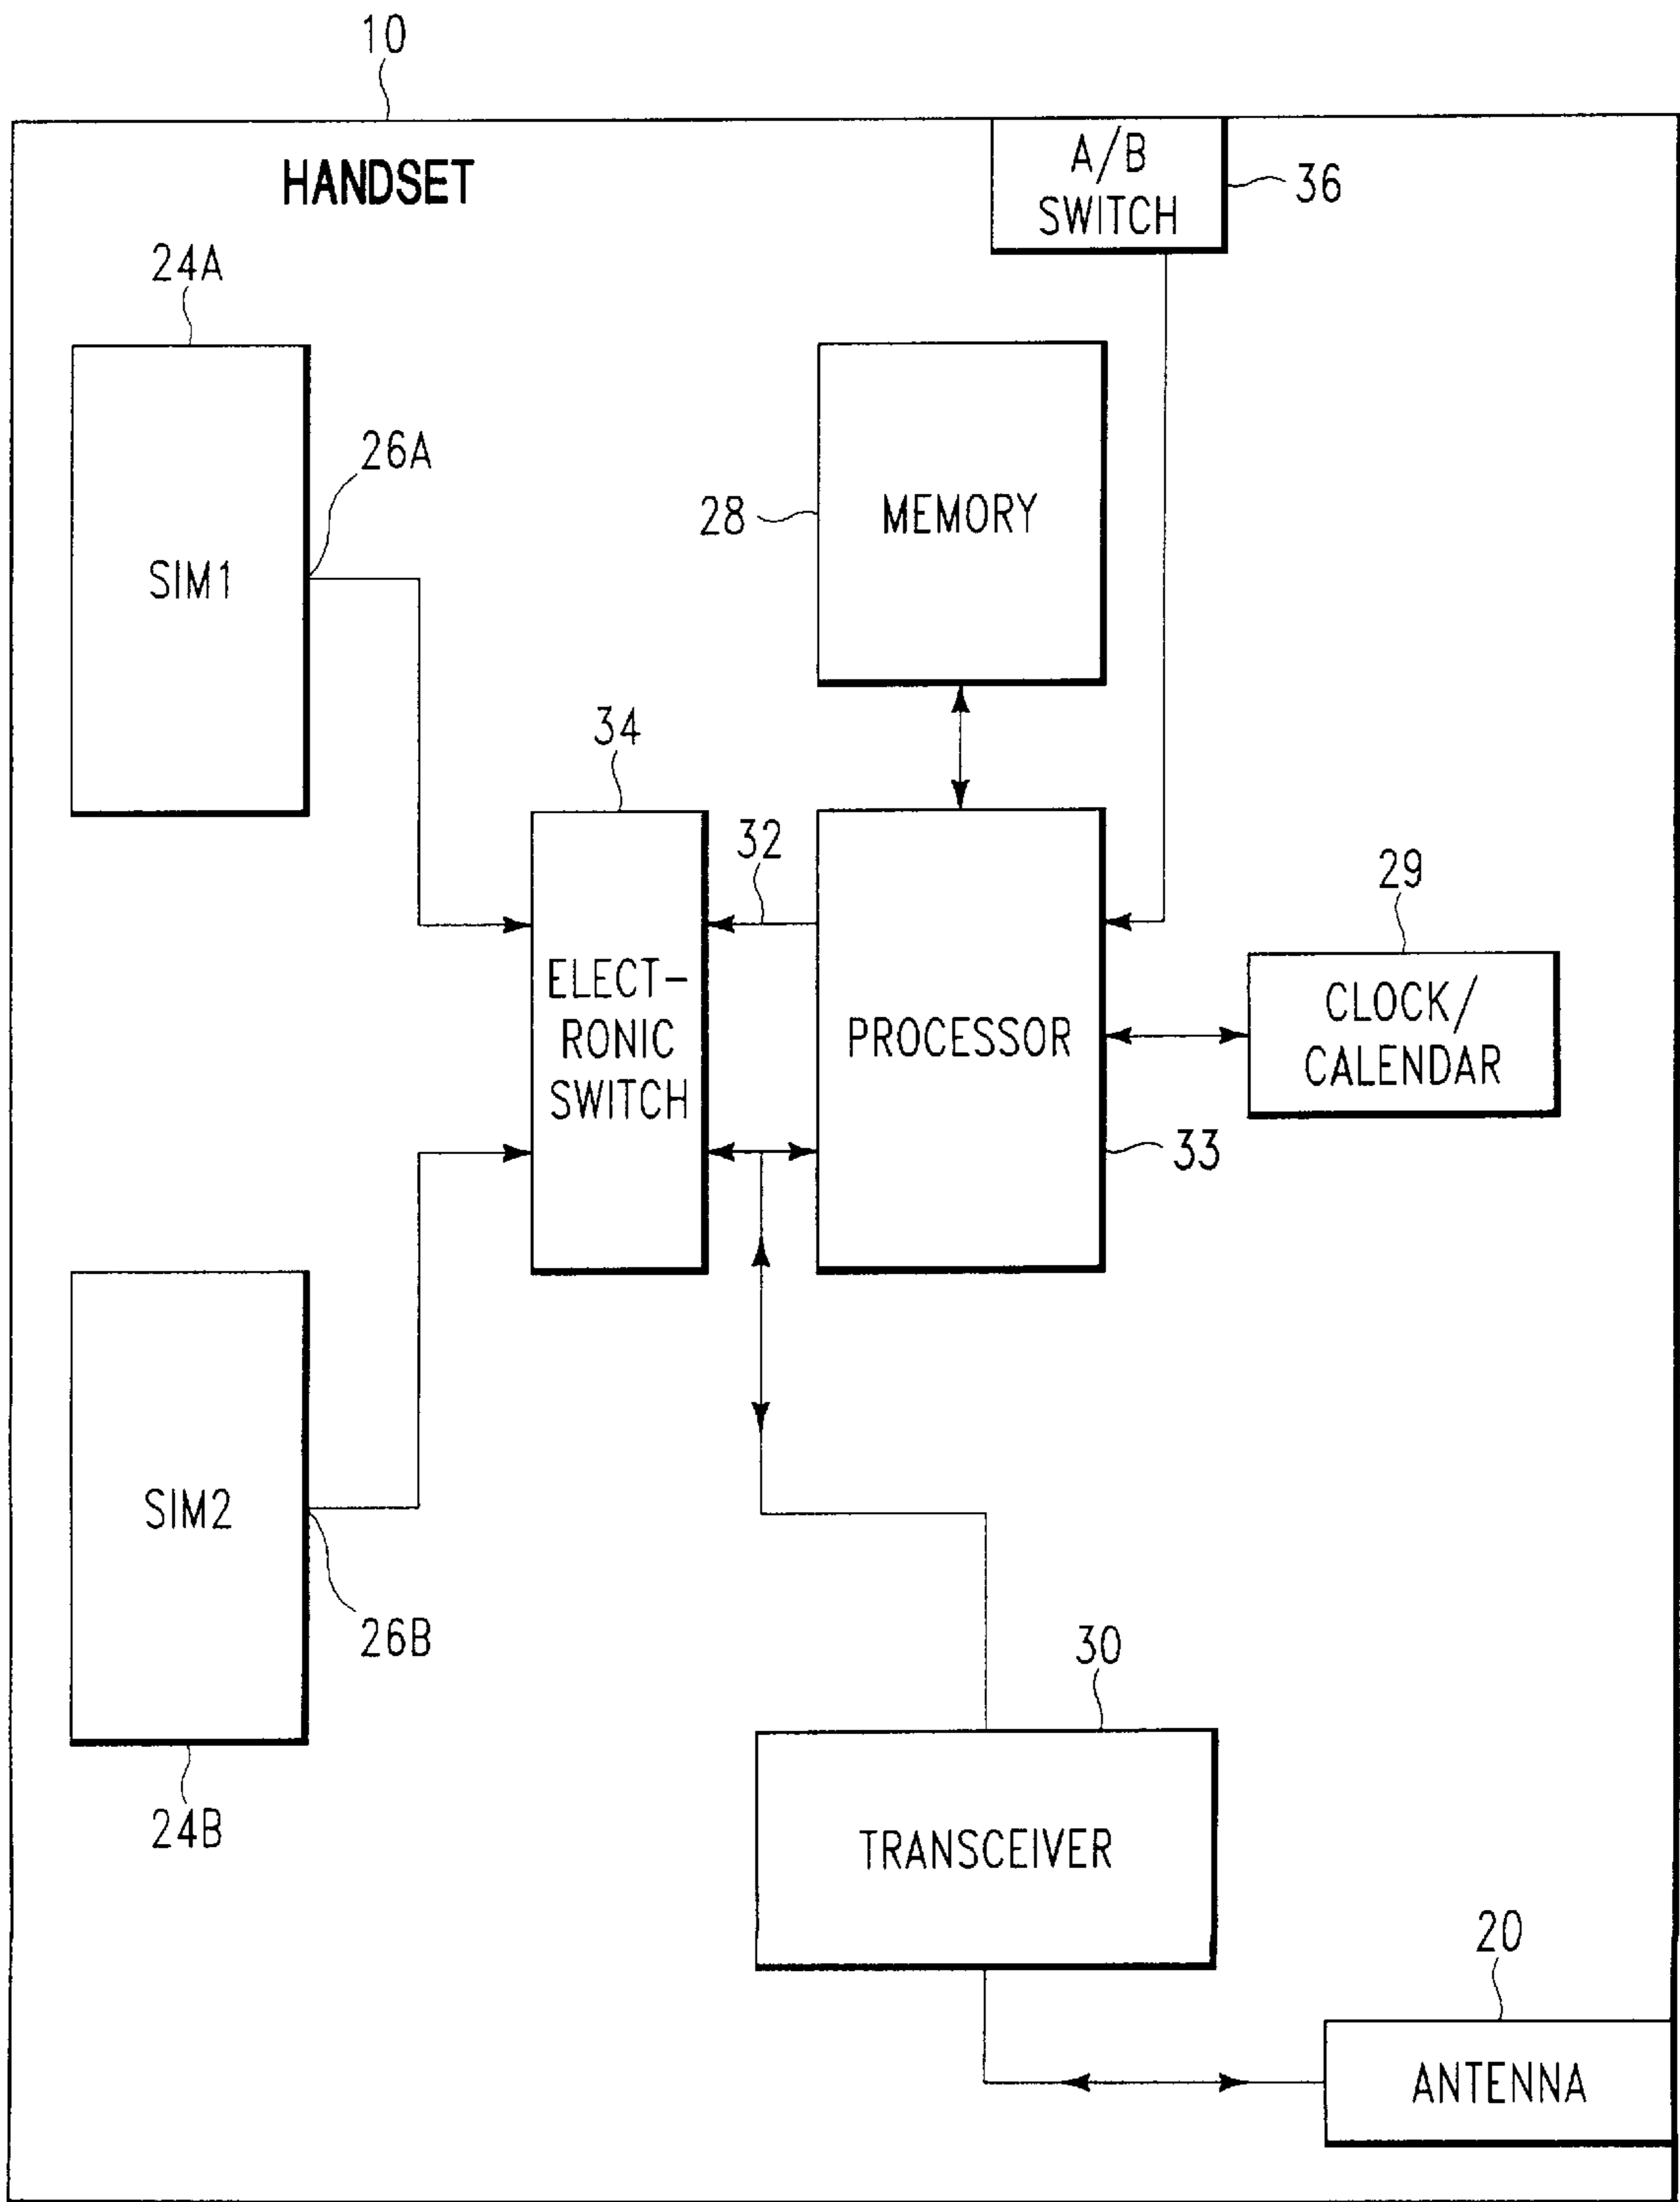 10
HANDSET
A/B
SWITCH
36
24A
26A
SIM1
28
MEMORY
34
32
29
ELECT-
RONIC
SWITCH
PROCESSOR
CLOCK/
CALENDAR
33
SIM2
26B
24B
30
TRANSCEIVER
20
ANTENNA